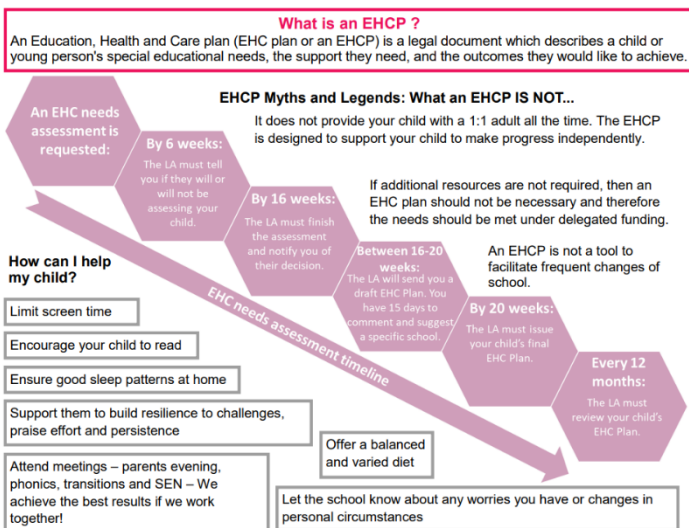 What is an EHCP ?
An Education, Health and Care plan (EHC plan or an EHCP) is a legal document which describes a child or
young person's special educational needs, the support they need, and the outcomes they would like to achieve.
An EHC needs
assessment is
requested:
EHCP Myths and Legends: What an EHCP IS NOT...
It does not provide your child with a 1:1 adult all the time. The EHCP
is designed to support your child to make progress independently.
By 6 weeks:
The LA must tell
you if they will or
will not be
assessing your
child.
If additional resources are not required, then an
EHC plan should not be necessary and therefore
the needs should be met under delegated funding.
By 16 weeks:
The LA must finish
the assessment
and notify you of
their decision.
An EHCP is not a tool to
facilitate frequent changes of
school.
Between 16-20
weeks:
The LA will send you a
draft EHC Plan. You
have 15 days to
comment and suggest
a specific school.
By 20 weeks:
The LA must issue
your child's final
EHC Plan.
Every 12
months:
The LA must
review your child's
EHC Plan.
EHC needs assessment timeline
How can I help
my child?
Limit screen time
Encourage your child to read
Ensure good sleep patterns at home
Support them to build resilience to challenges,
praise effort and persistence
Offer a balanced
and varied diet
Attend meetings – parents evening,
phonics, transitions and SEN – We
achieve the best results if we work
together!
Let the school know about any worries you have or changes in
personal circumstances